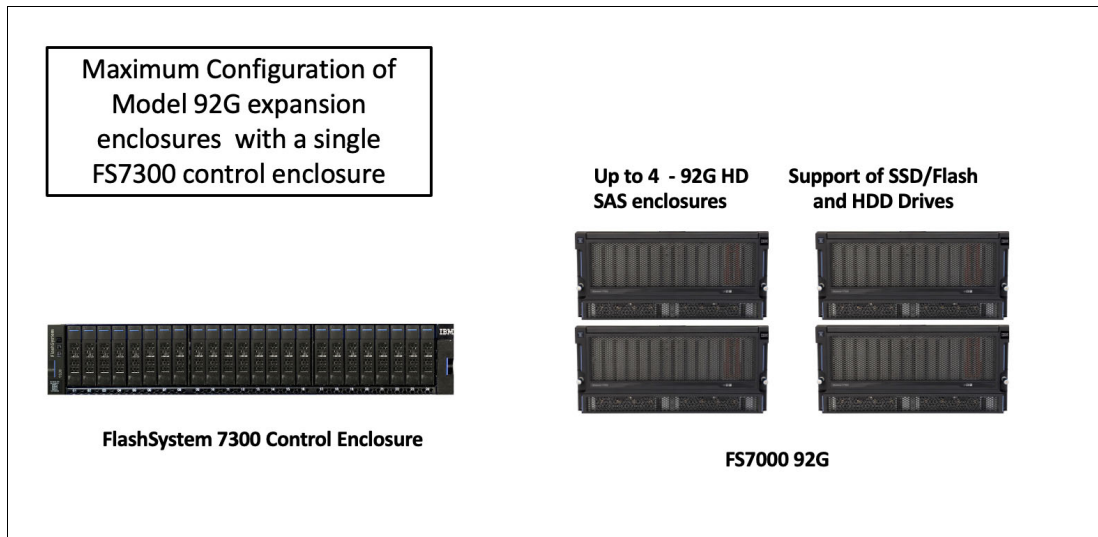 Maximum Configuration of
Model 92G expansion
enclosures with a single
FS7300 control enclosure
Up to 4 - 92G HD
SAS enclosures
Support of SSD/Flash
and HDD Drives
IBM
FlashSystem 7300 Control Enclosure
FS7000 92G